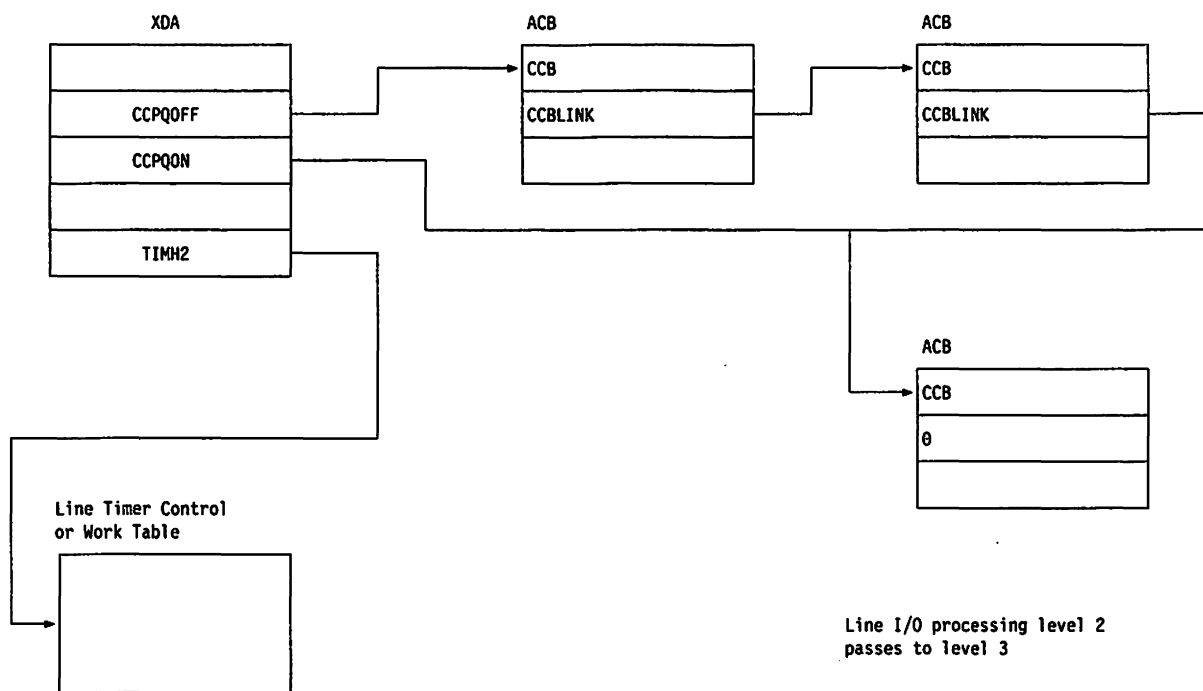 XDA
CCPQOFF
CCPQON
TIMH2
ACB
CCB
CCBLINK
ACB
CCB
CCBLINK
ACB
CCB
0
Line Timer Control
or Work Table
Line I/O processing level 2
passes to level 3